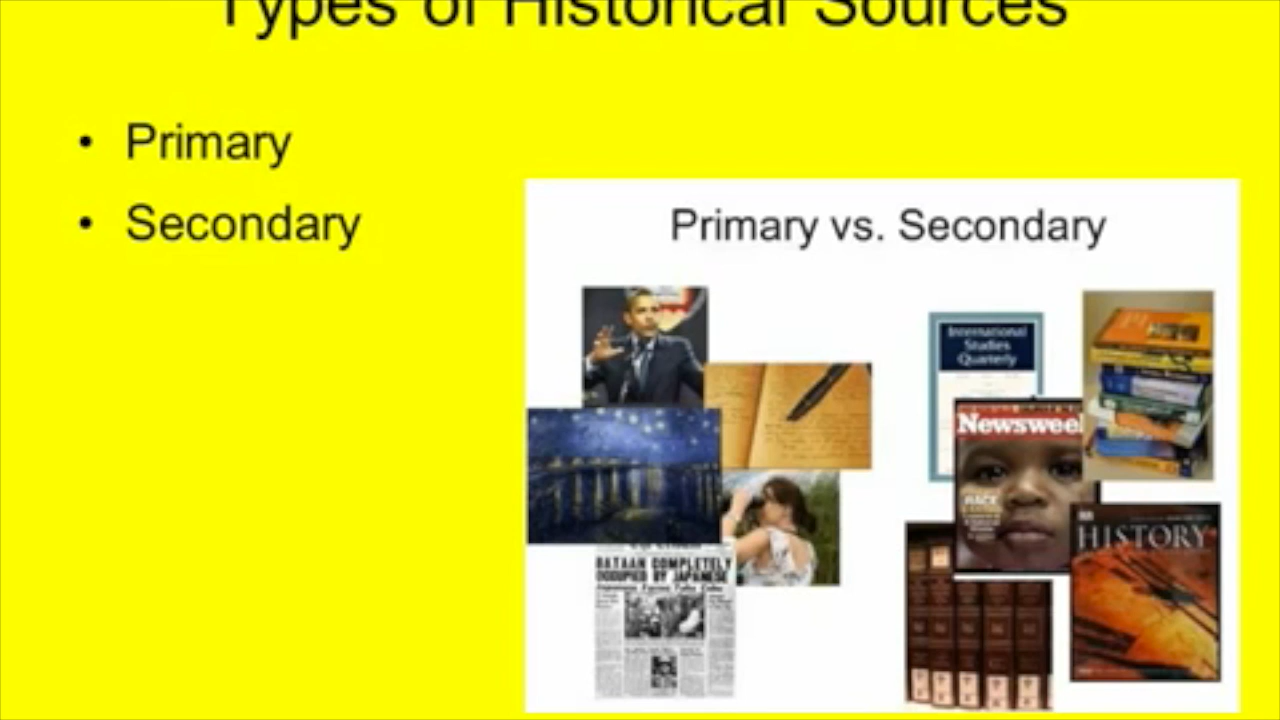 Types of Historical Sources
• Primary
• Secondary
Primary vs. Secondary
International
Studies
Quarterly
Newsweek
RACE
HISTORY
BATAAN COMPLETELY
OCCUPIED BY JAPANESE